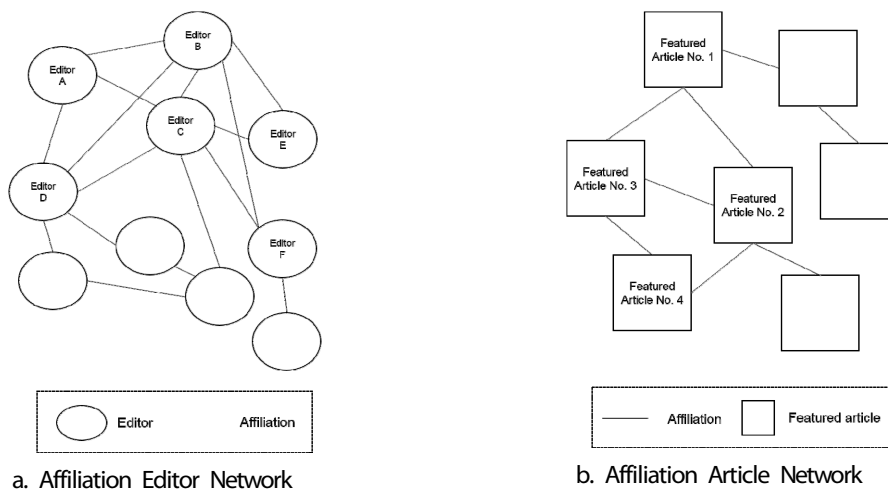 Editor
A
Editor
B
Editor
C
Editor
D
Editor
E
Editor
F
Editor
Affiliation
a. Affiliation Editor Network
Featured
Article No. 1
Featured
Article No. 3
Featured
Article No. 2
Featured
Article No. 4
Affiliation
Featured article
b. Affiliation Article Network